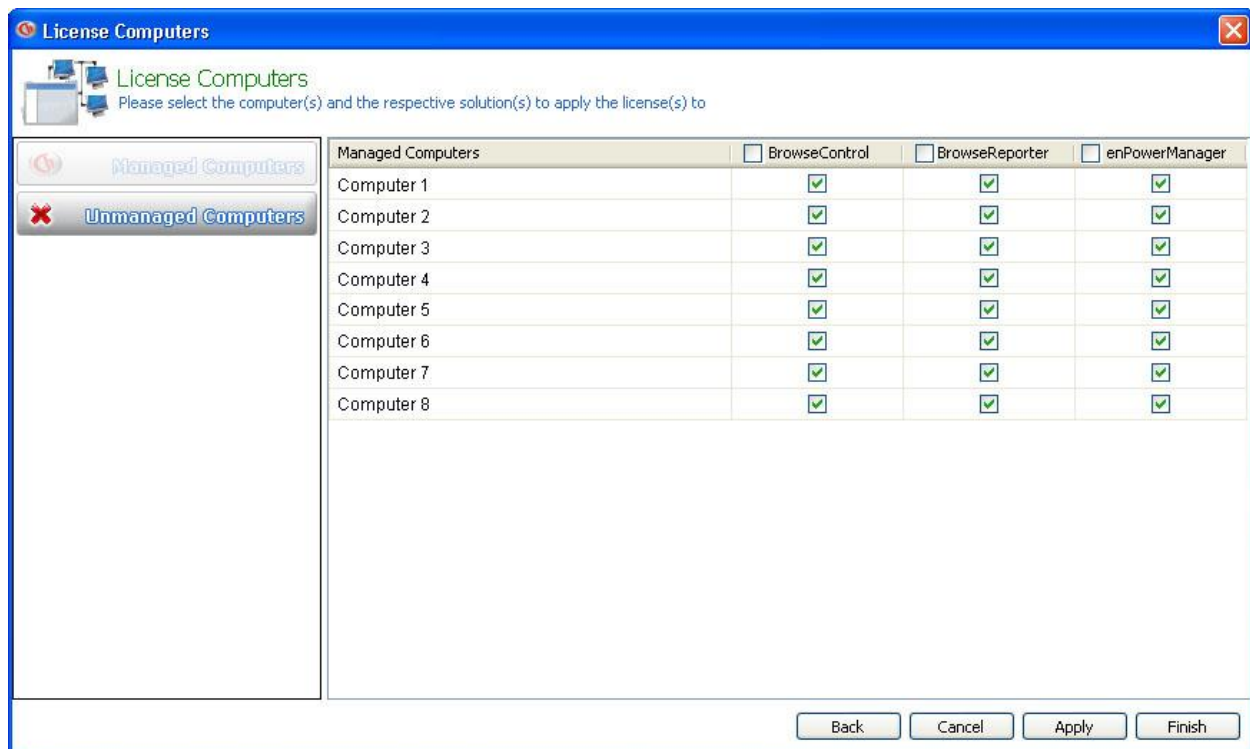 License Computers
License Computers
Please select the computer(s) and the respective solution(s) to apply the license(s) to
Managed Computers
Unmanaged Computers
Managed Computers BrowseControl BrowseReporter enPowerManager
Computer 1
Computer 2
Computer 3
Computer 4
Computer 5
Computer 6
Computer 7
Computer 8
Back Cancel Apply Finish